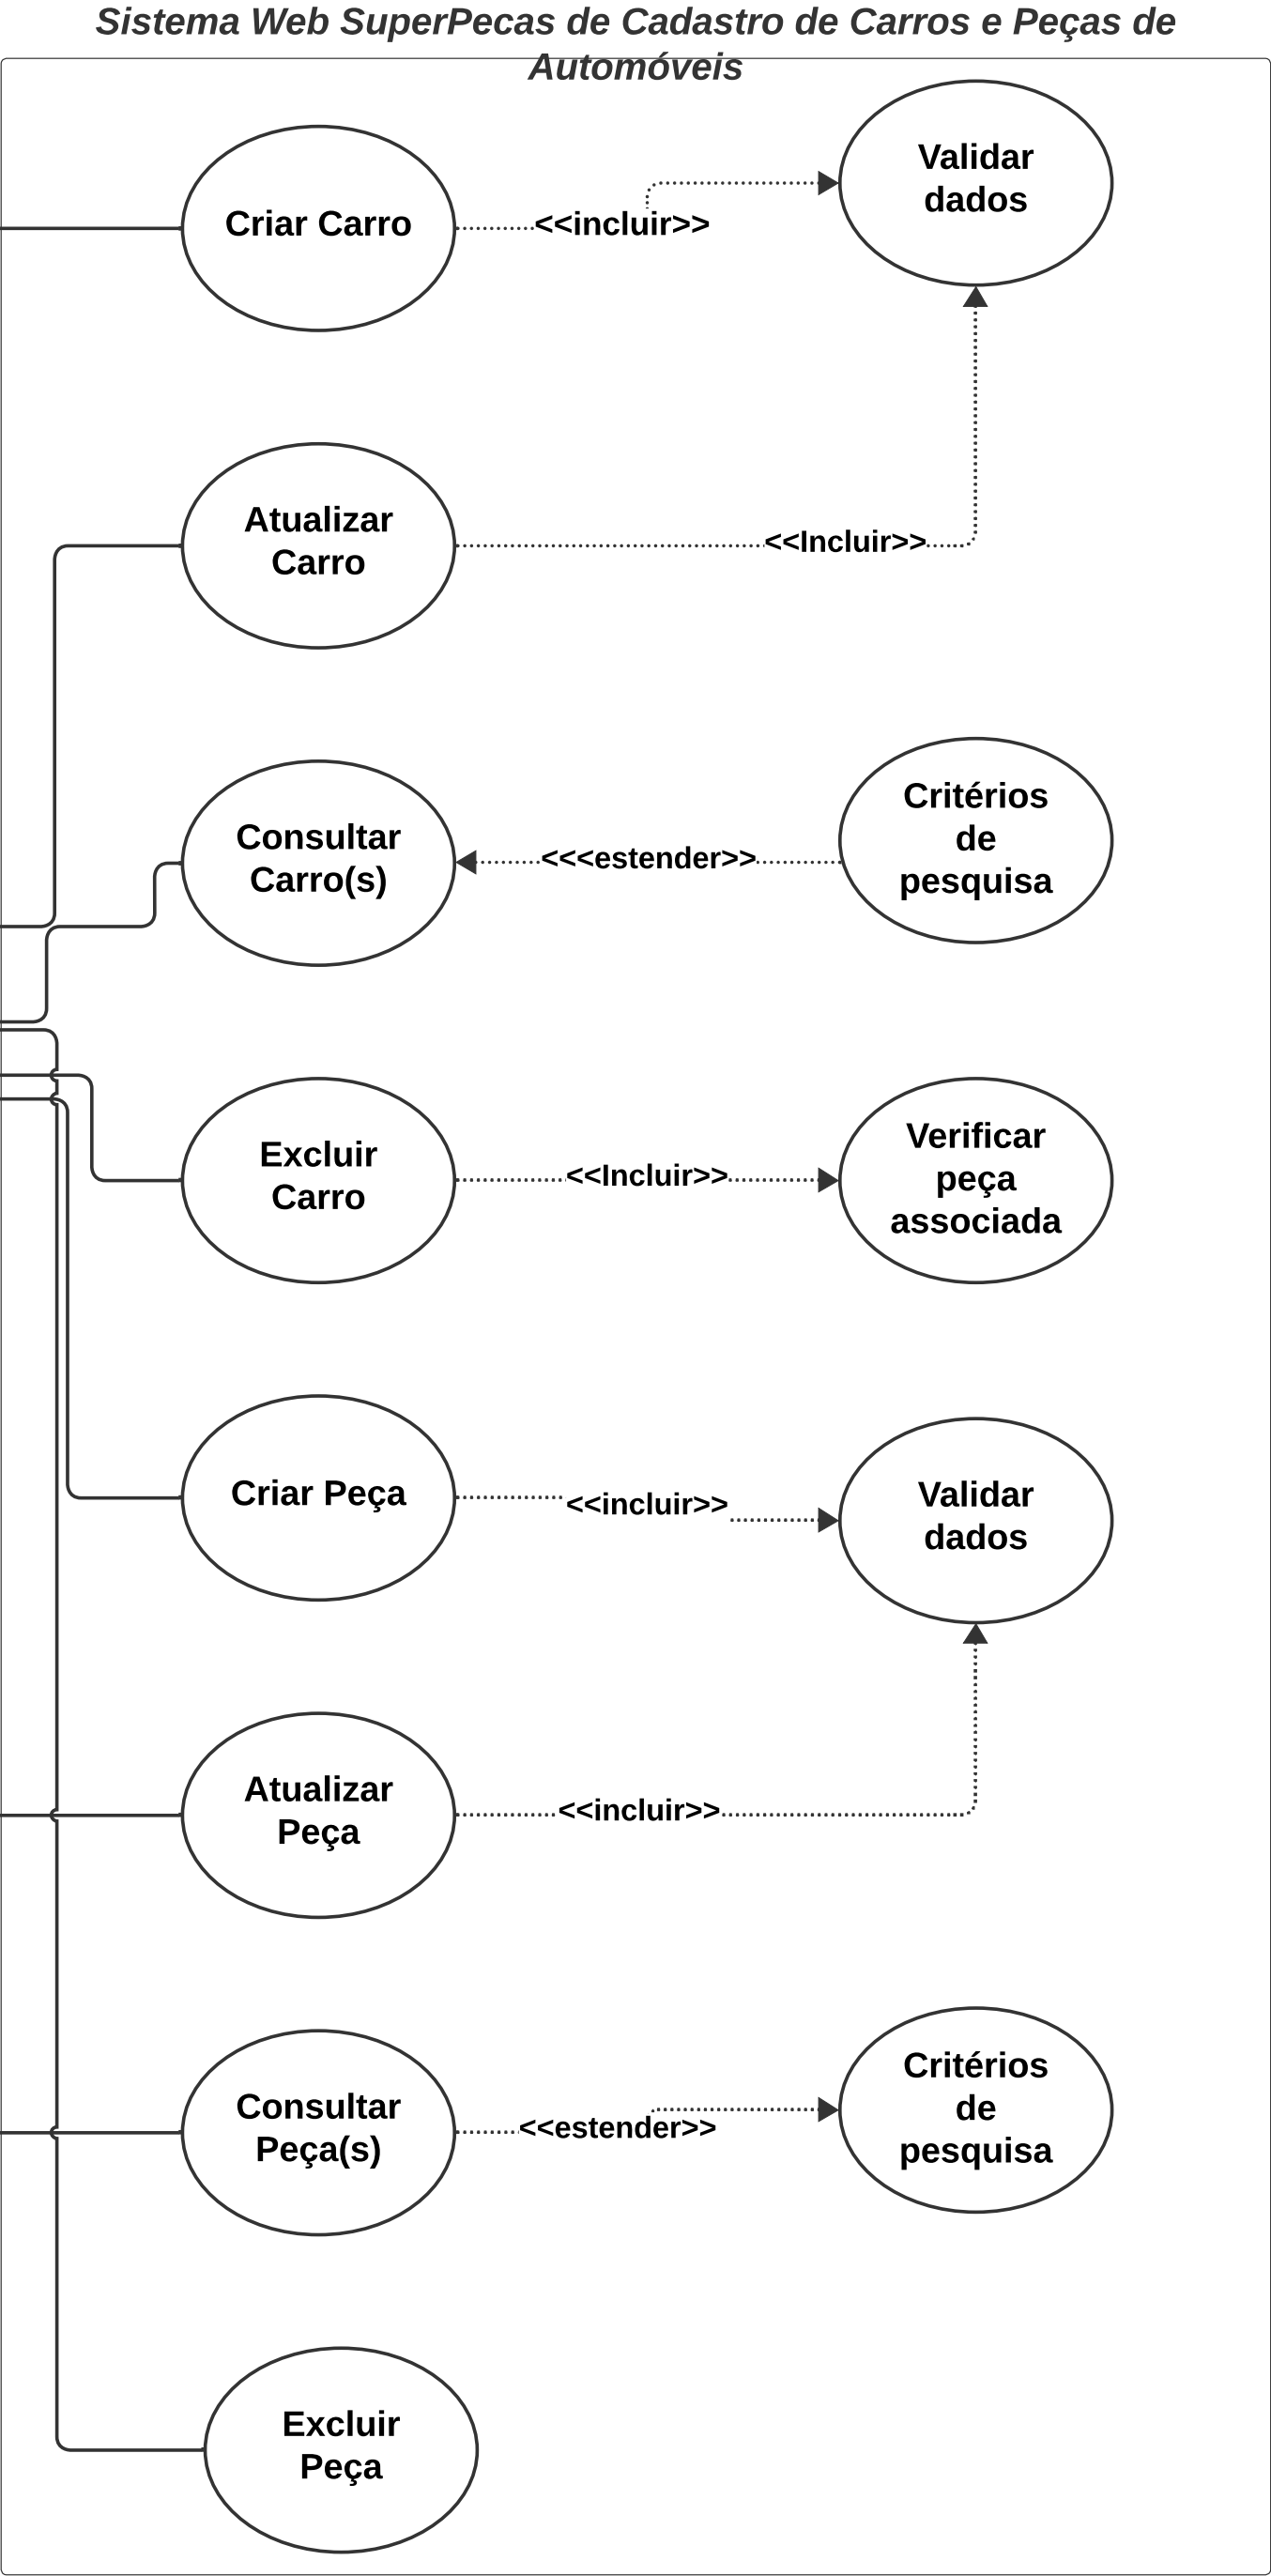 Sistema Web SuperPecas de Cadastro de Carros e Peças de
Automóveis
Validar
dados
Criar Carro
<<incluir>>
Atualizar
Carro
<<Incluir>>
Consultar
Carro(s)
<<<estender>>
Critérios
de
pesquisa
Excluir
Carro
<<Incluir>>
Verificar
peça
associada
Criar Peça
<<incluir>>
Validar
dados
Atualizar
Peça
<<incluir>>
Consultar
Peça(s)
<<estender>>
Critérios
de
pesquisa
Excluir
Peça